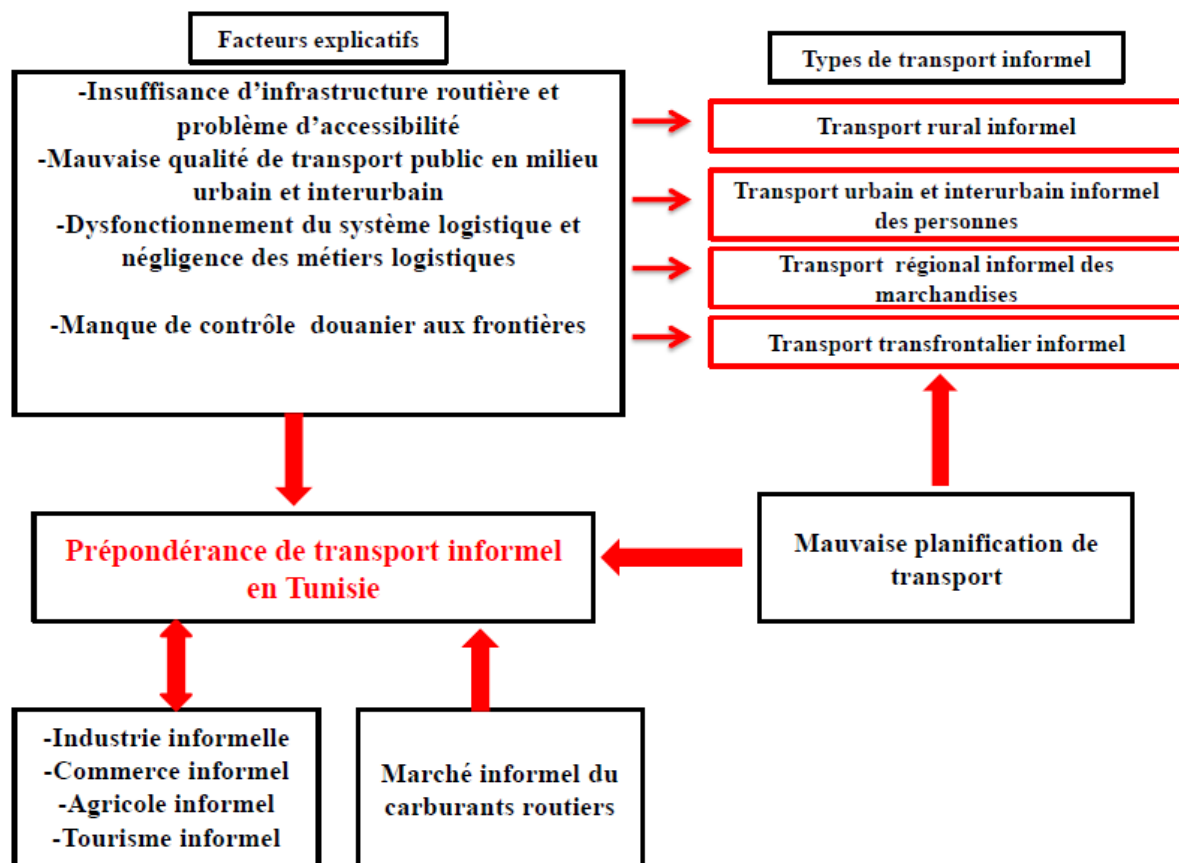 Facteurs explicatifs
-Insuffisance d’infrastructure routière et
problème d’accessibilité
-Mauvaise qualité de transport public en milieu
urbain et interurbain
-Dysfonctionnement du système logistique et
négligence des métiers logistiques
-Manque de contrôle douanier aux frontières
Types de transport informel
Transport rural informel
Transport urbain et interurbain informel
des personnes
Transport régional informel des
marchandises
Transport transfrontalier informel
Prépondérance de transport informel
en Tunisie
Mauvaise planification de
transport
-Industrie informelle
-Commerce informel
-Agricole informel
-Tourisme informel
Marché informel du
carburants routiers